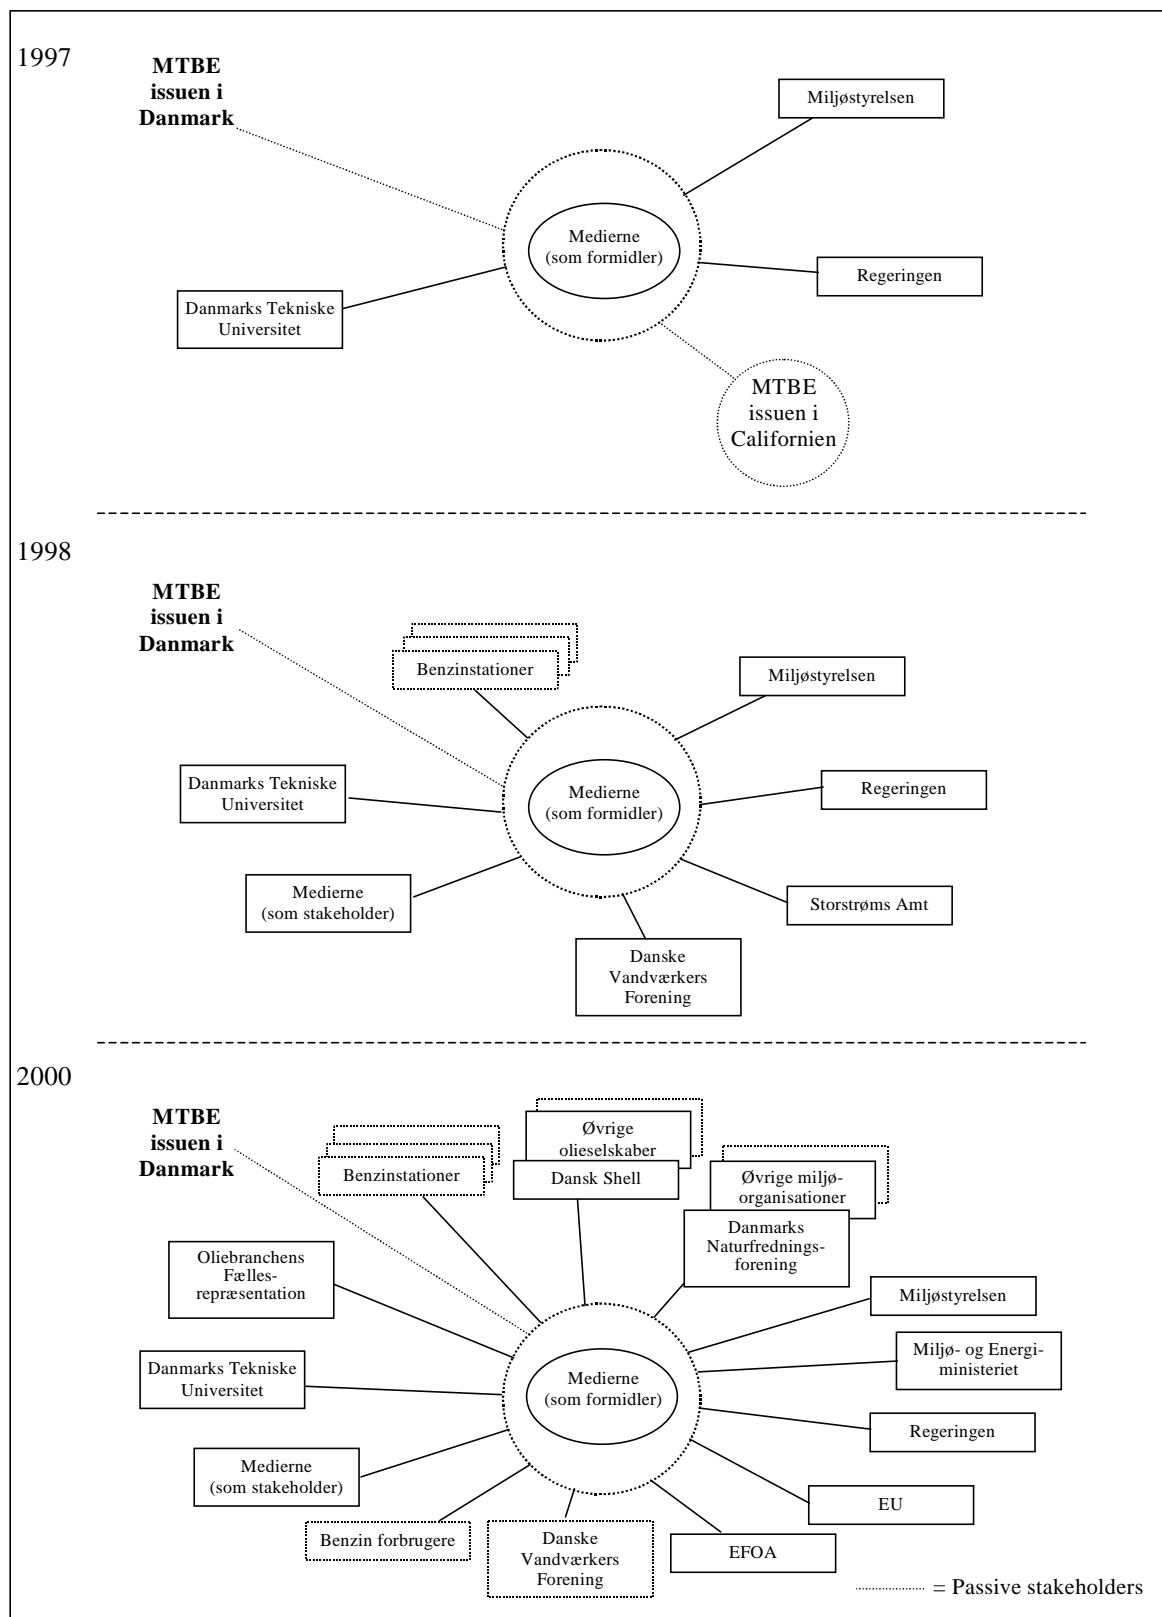 1997
MTBE
issuen i
Danmark
Miljøstyrelsen
Medierne
(som formidler)
Regeringen
Danmarks Tekniske
Universitet
MTBE
issuen i
Californien
1998
MTBE
issuen i
Danmark
Benzinstationer
Miljøstyrelsen
Danmarks Tekniske
Universitet
Medierne
(som formidler)
Regeringen
Medierne
(som stakeholder)
Storstrøms Amt
Danske
Vandværkers
Forening
2000
MTBE
issuen i
Danmark
Benzinstationer
Øvrige
olieselskaber
Dansk Shell
Øvrige miljø-
organisationer
Danmarks
Naturfrednings-
forening
Oliebranchens
Fælles-
repræsentation
Miljøstyrelsen
Miljø- og Energi-
ministeriet
Danmarks Tekniske
Universitet
Medierne
(som formidler)
Regeringen
Medierne
(som stakeholder)
EU
Benzin forbrugere
Danske
Vandværkers
Forening
EFOA
= Passive stakeholders